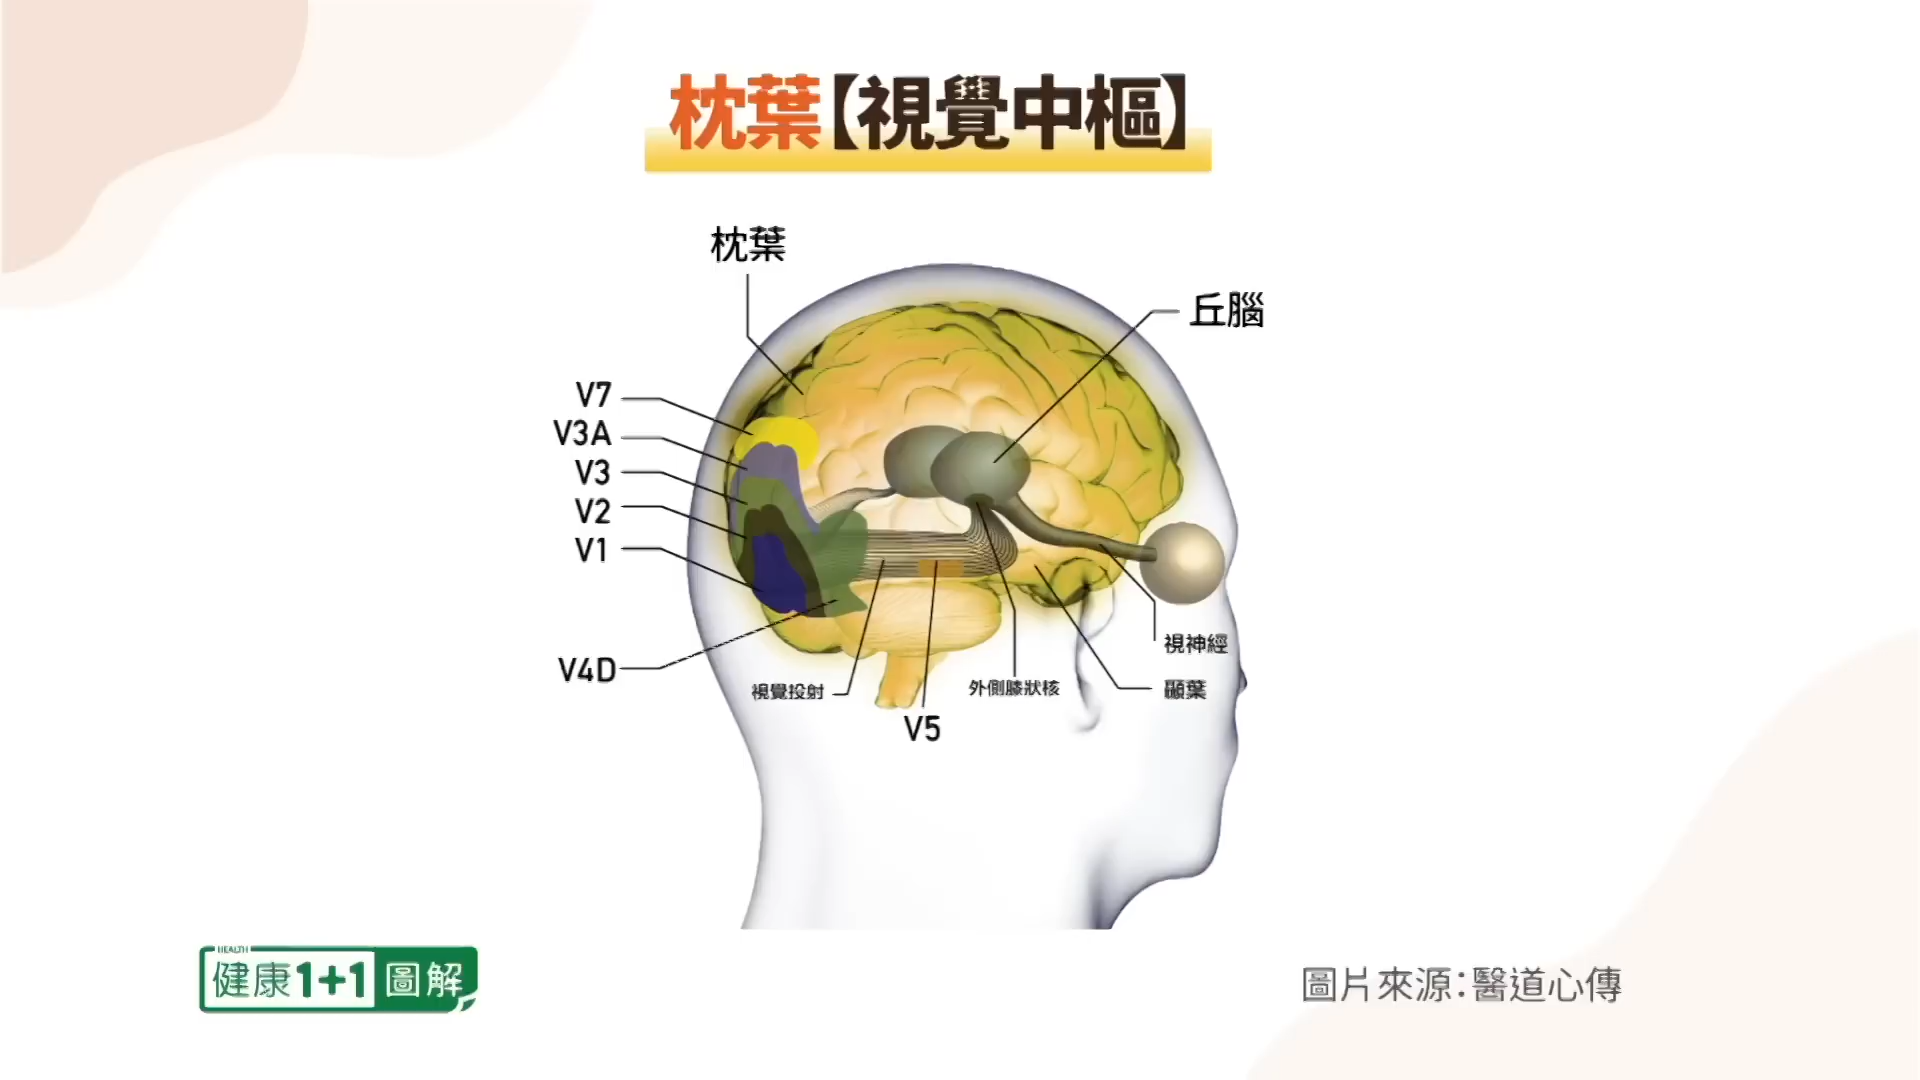 枕葉【視覺中樞】
枕葉
丘腦
V7
V3A
V3
V2
V1
V4D
視覺投射
V5
外側膝狀核
視神經
顳葉
HEALTH
健康1+1 圖解
圖片來源：醫道心傳